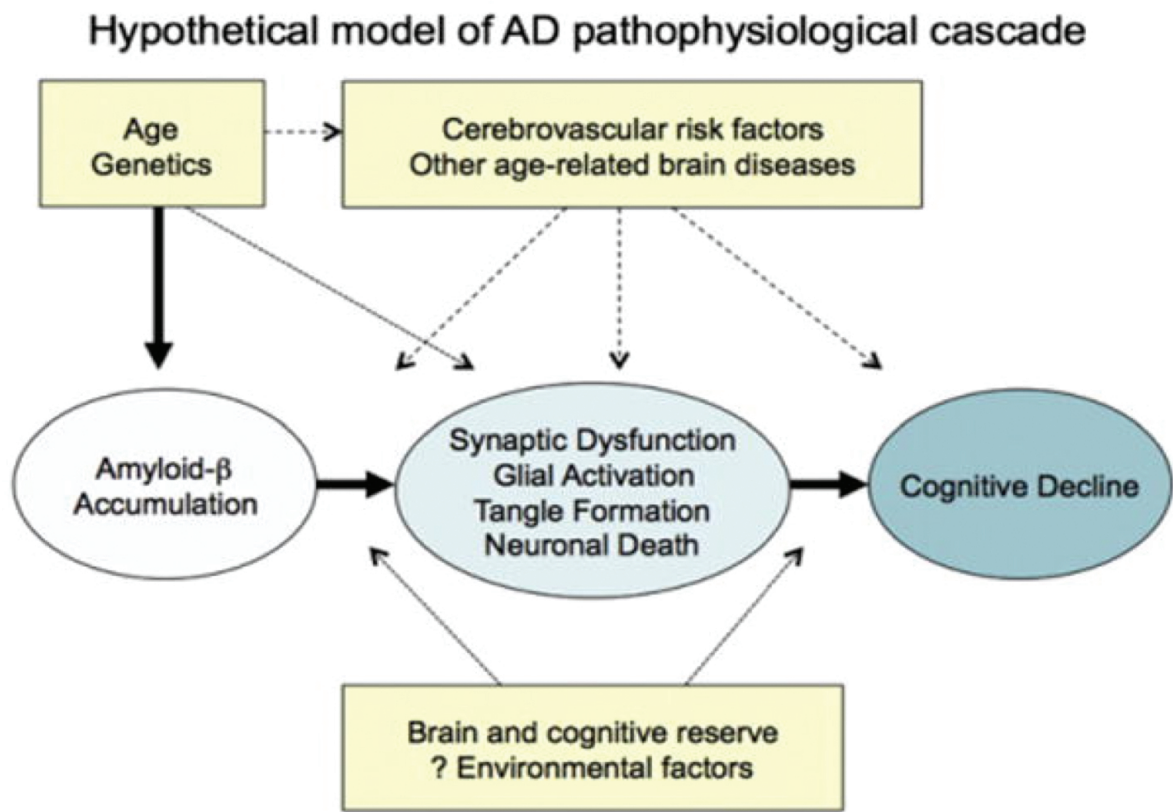 Hypothetical model of AD pathophysiological cascade
Age
Genetics
Cerebrovascular risk factors
Other age-related brain diseases
Amyloid-β
Accumulation
Synaptic Dysfunction
Glial Activation
Tangle Formation
Neuronal Death
Cognitive Decline
Brain and cognitive reserve
? Environmental factors